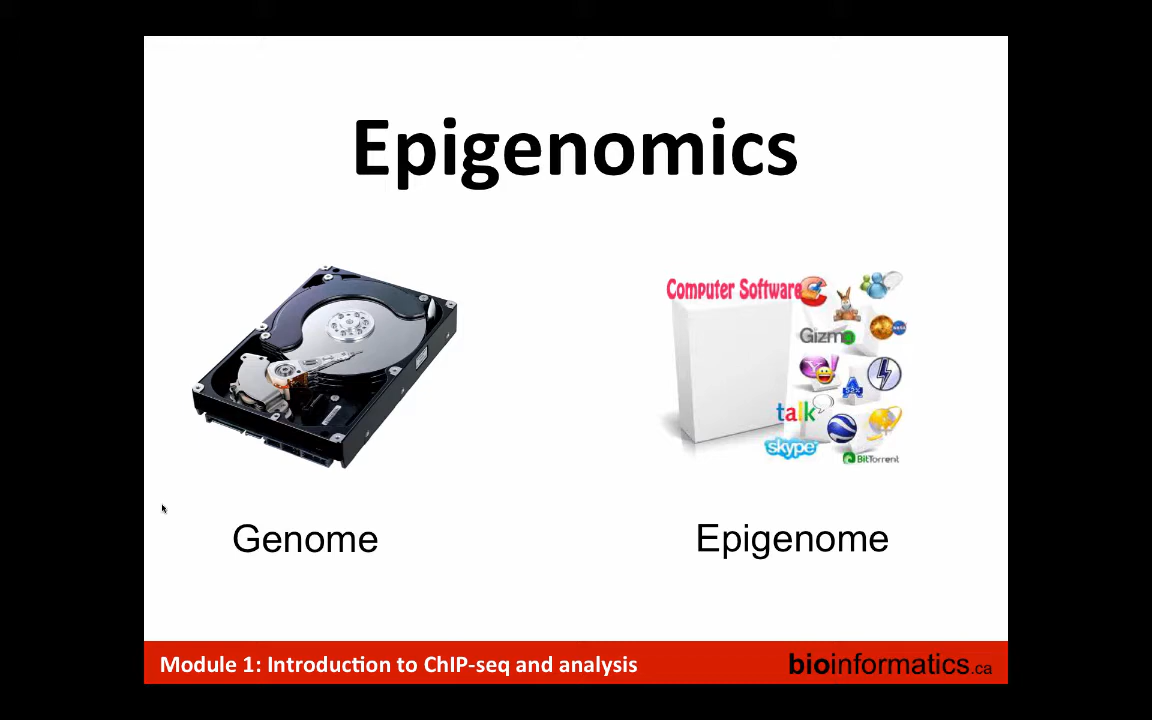 Epigenomics
Computer Software
Gizmo
NASA
talk
skype
BitTorrent
Genome
Epigenome
Module 1: Introduction to ChIP-seq and analysis
bioinformatics.ca